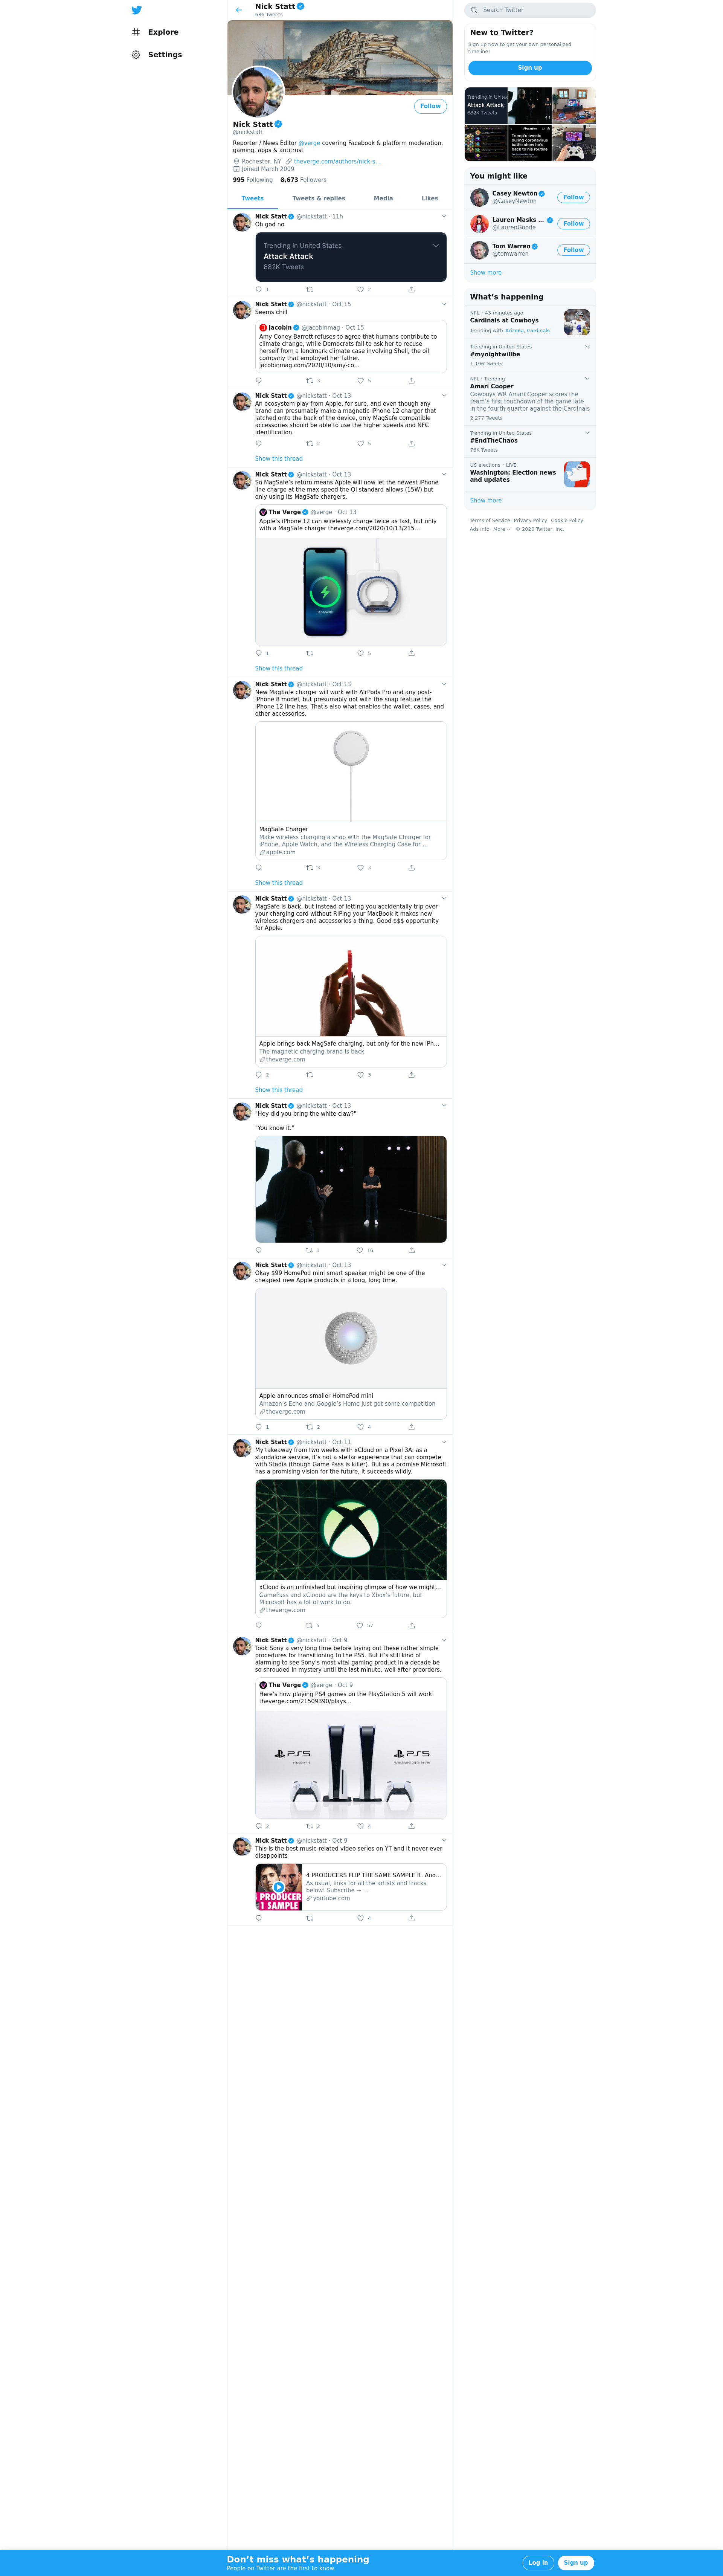 Nick Statt
686 Tweets
Explore
Settings
Follow
Nick Statt
@nickstatt
Reporter / News Editor @verge covering Facebook & platform moderation,
gaming, apps & antitrust
Rochester, NY theverge.com/authors/nick-s…
Joined March 2009
995 Following 8,673 Followers
Tweets Tweets & replies Media Likes
Nick Statt @nickstatt · 11h
Oh god no
Trending in United States
Attack Attack
682K Tweets
1 2
Nick Statt @nickstatt · Oct 15
Seems chill
Jacobin @jacobinmag · Oct 15
Amy Coney Barrett refuses to agree that humans contribute to
climate change, while Democrats fail to ask her to recuse
herself from a landmark climate case involving Shell, the oil
company that employed her father.
jacobinmag.com/2020/10/amy-co…
3 5
Nick Statt @nickstatt · Oct 13
An ecosystem play from Apple, for sure, and even though any
brand can presumably make a magnetic iPhone 12 charger that
latched onto the back of the device, only MagSafe compatible
accessories should be able to use the higher speeds and NFC
identification.
2 5
Show this thread
Nick Statt @nickstatt · Oct 13
So MagSafe’s return means Apple will now let the newest iPhone
line charge at the max speed the Qi standard allows (15W) but
only using its MagSafe chargers.
The Verge @verge · Oct 13
Apple’s iPhone 12 can wirelessly charge twice as fast, but only
with a MagSafe charger theverge.com/2020/10/13/215…
1 5
Show this thread
Nick Statt @nickstatt · Oct 13
New MagSafe charger will work with AirPods Pro and any post-
iPhone 8 model, but presumably not with the snap feature the
iPhone 12 line has. That's also what enables the wallet, cases, and
other accessories.
MagSafe Charger
Make wireless charging a snap with the MagSafe Charger for
iPhone, Apple Watch, and the Wireless Charging Case for …
apple.com
3 3
Show this thread
Nick Statt @nickstatt · Oct 13
MagSafe is back, but instead of letting you accidentally trip over
your charging cord without RIPing your MacBook it makes new
wireless chargers and accessories a thing. Good $$$ opportunity
for Apple.
Apple brings back MagSafe charging, but only for the new iPh…
The magnetic charging brand is back
theverge.com
2 3
Show this thread
Nick Statt @nickstatt · Oct 13
"Hey did you bring the white claw?"
"You know it."
3 16
Nick Statt @nickstatt · Oct 13
Okay $99 HomePod mini smart speaker might be one of the
cheapest new Apple products in a long, long time.
Apple announces smaller HomePod mini
Amazon’s Echo and Google’s Home just got some competition
theverge.com
1 2 4
Nick Statt @nickstatt · Oct 11
My takeaway from two weeks with xCloud on a Pixel 3A: as a
standalone service, it’s not a stellar experience that can compete
with Stadia (though Game Pass is killer). But as a promise Microsoft
has a promising vision for the future, it succeeds wildly.
xCloud is an unfinished but inspiring glimpse of how we might…
GamePass and xClooud are the keys to Xbox’s future, but
Microsoft has a lot of work to do.
theverge.com
5 57
Nick Statt @nickstatt · Oct 9
Took Sony a very long time before laying out these rather simple
procedures for transitioning to the PS5. But it’s still kind of
alarming to see Sony’s most vital gaming product in a decade be
so shrouded in mystery until the last minute, well after preorders.
The Verge @verge · Oct 9
Here’s how playing PS4 games on the PlayStation 5 will work
theverge.com/21509390/plays…
PS5 PS5
2 2 4
Nick Statt @nickstatt · Oct 9
This is the best music-related video series on YT and it never ever
disappoints
PRODUCER
1 SAMPLE
4 PRODUCERS FLIP THE SAME SAMPLE ft. Ano…
As usual, links for all the artists and tracks
below! Subscribe → …
youtube.com
4
Search Twitter
New to Twitter?
Sign up now to get your own personalized
timeline!
Sign up
Trending in Unite
Attack Attack
682K Tweets
Trump’s tweets
during coronavirus
battle show he’s
back to his routine
You might like
Casey Newton
@CaseyNewton
Follow
Lauren Masks …
@LaurenGoode
Follow
Tom Warren
@tomwarren
Follow
Show more
What’s happening
NFL · 43 minutes ago
Cardinals at Cowboys
Trending with Arizona, Cardinals
Trending in United States
#mynightwillbe
1,196 Tweets
NFL · Trending
Amari Cooper
Cowboys WR Amari Cooper scores the
team’s first touchdown of the game late
in the fourth quarter against the Cardinals
2,277 Tweets
Trending in United States
#EndTheChaos
76K Tweets
US elections · LIVE
Washington: Election news
and updates
Show more
Terms of Service Privacy Policy Cookie Policy
Ads info More © 2020 Twitter, Inc.
Don’t miss what’s happening
People on Twitter are the first to know.
Log in Sign up